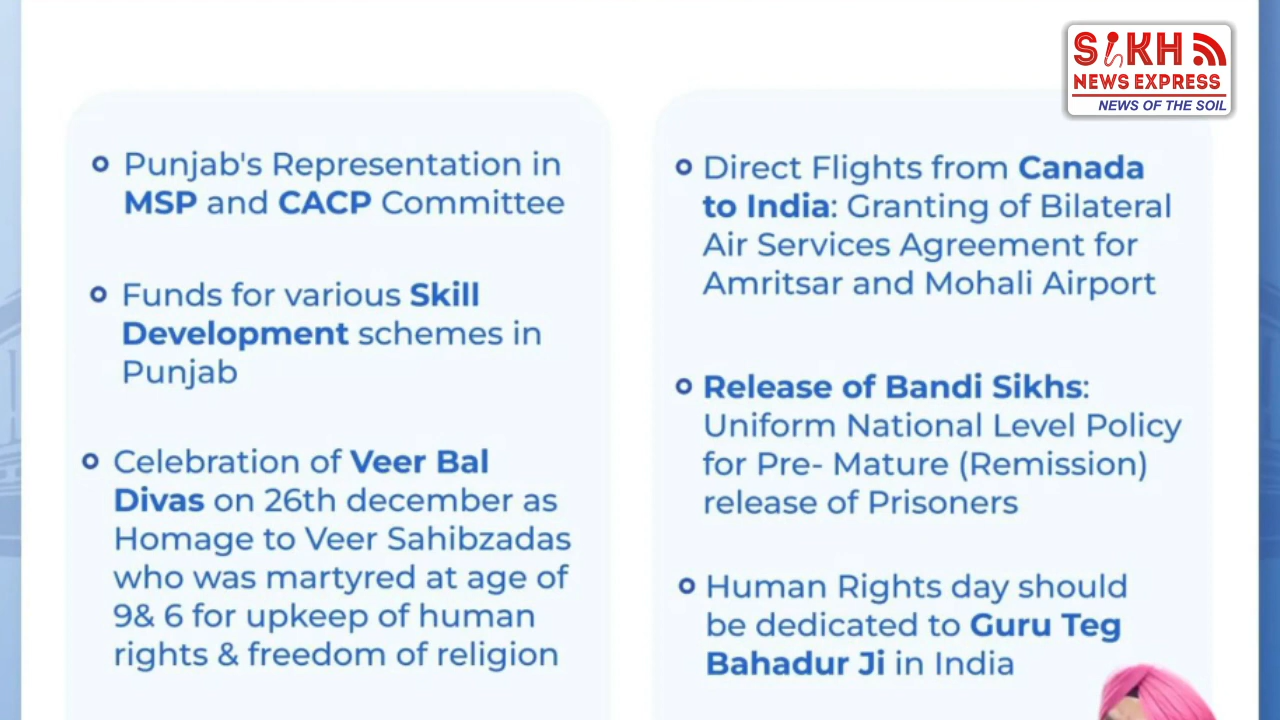 SIKH
NEWS EXPRESS
NEWS OF THE SOIL
Punjab's Representation in
MSP and CACP Committee
Funds for various Skill
Development schemes in
Punjab
Celebration of Veer Bal
Divas on 26th december as
Homage to Veer Sahibzadas
who was martyred at age of
9& 6 for upkeep of human
rights & freedom of religion
Direct Flights from Canada
to India: Granting of Bilateral
Air Services Agreement for
Amritsar and Mohali Airport
Release of Bandi Sikhs:
Uniform National Level Policy
for Pre- Mature (Remission)
release of Prisoners
Human Rights day should
be dedicated to Guru Teg
Bahadur Ji in India